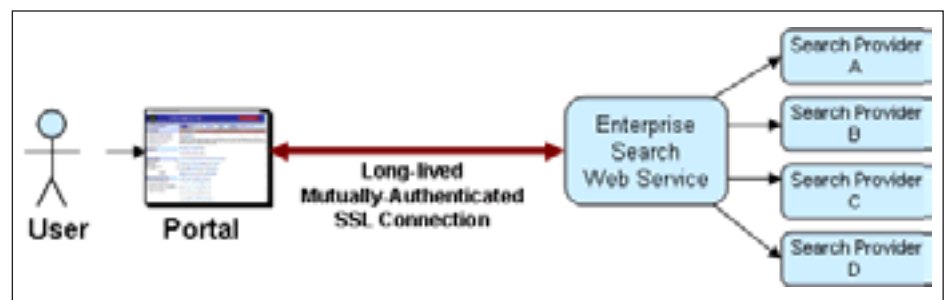 User
Portal
Long-lived
Mutually-Authenticated
SSL Connection
Enterprise
Search
Web Service
Search Provider
A
Search Provider
B
Search Provider
C
Search Provider
D